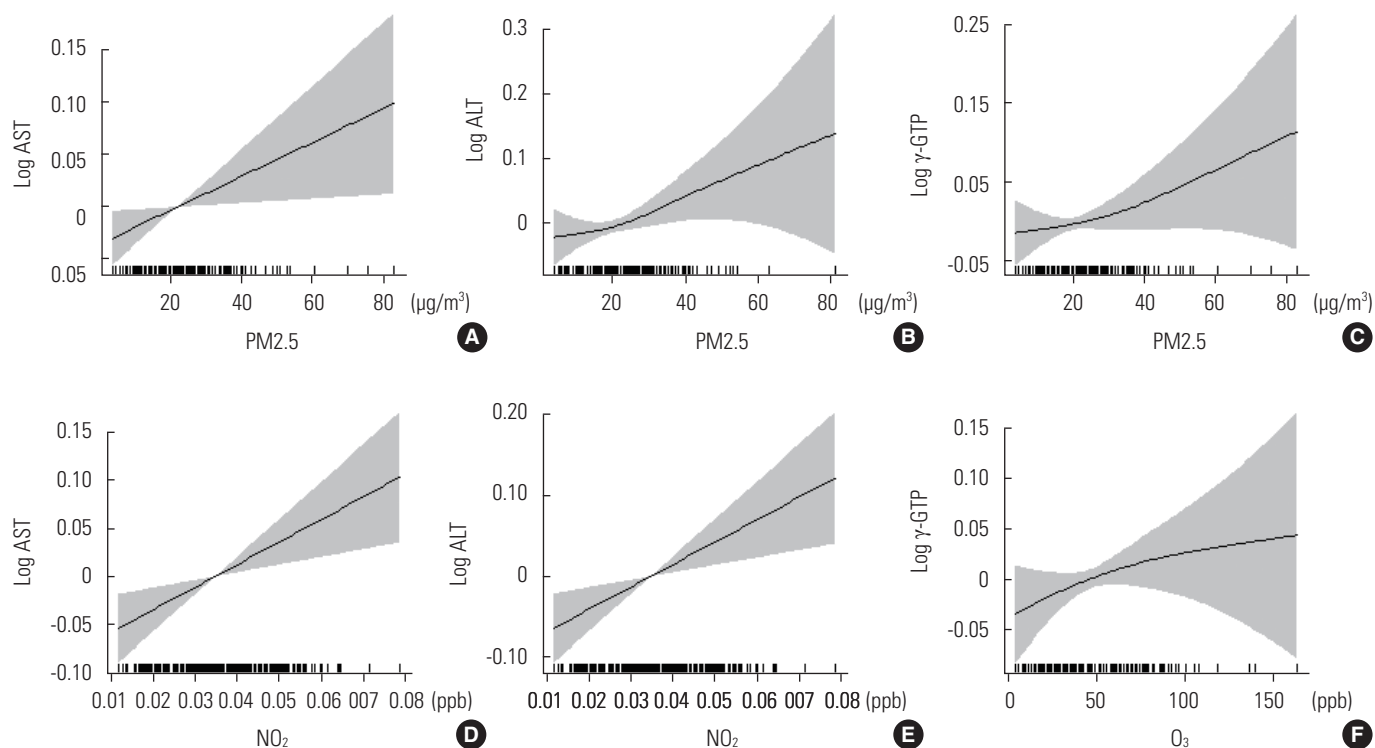 Log AST
0.15
0.10
0.05
0
0.05
20 40 60 80 (µg/m³)
PM2.5
A
Log ALT
0.3
0.2
0.1
0
20 40 60 80 (µg/m³)
PM2.5
B
Log γ-GTP
0.25
0.15
0.05
-0.05
20 40 60 80 (µg/m³)
PM2.5
C
Log AST
0.15
0.10
0.05
0
-0.05
-0.10
0.01 0.02 0.03 0.04 0.05 0.06 007 0.08 (ppb)
NO₂
D
Log ALT
0.20
0.10
0
-0.10
0.01 0.02 0.03 0.04 0.05 0.06 007 0.08 (ppb)
NO₂
E
Log γ-GTP
0.15
0.10
0.05
0
-0.05
0 50 100 150 (ppb)
O₃
F